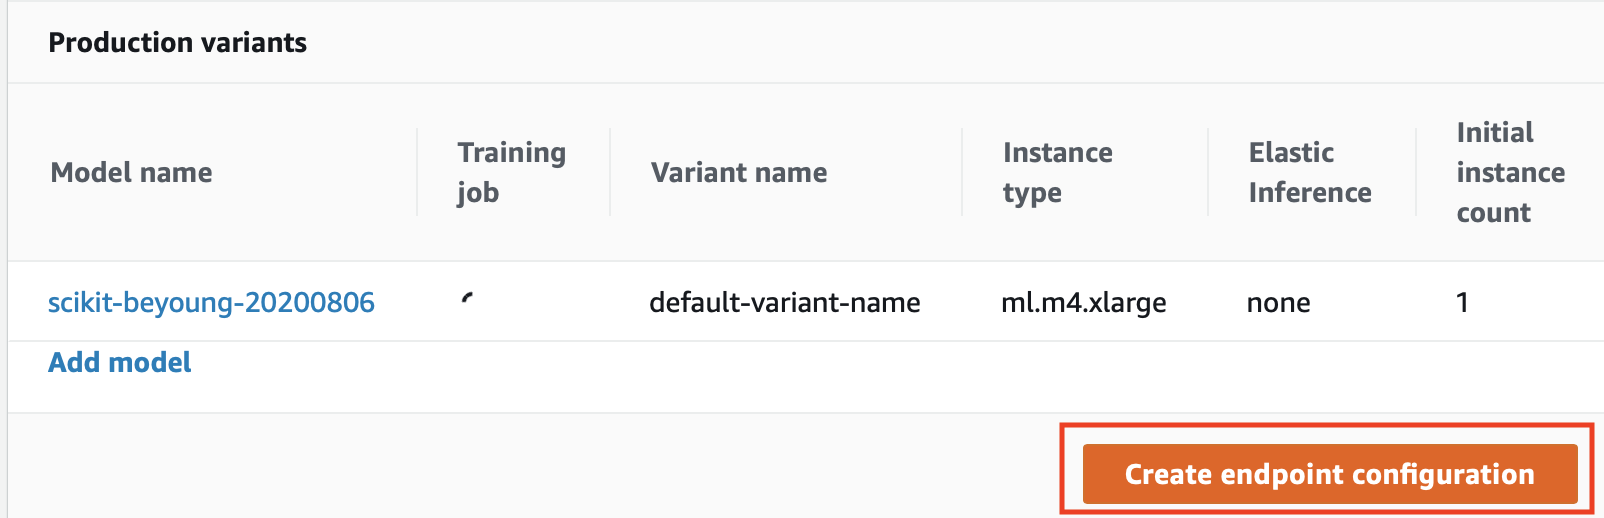 Production variants
Model name
Training
job
Variant name
Instance
type
Elastic
Inference
Initial
instance
count
scikit-beyoung-20200806
default-variant-name
ml.m4.xlarge
none
1
Add model
Create endpoint configuration